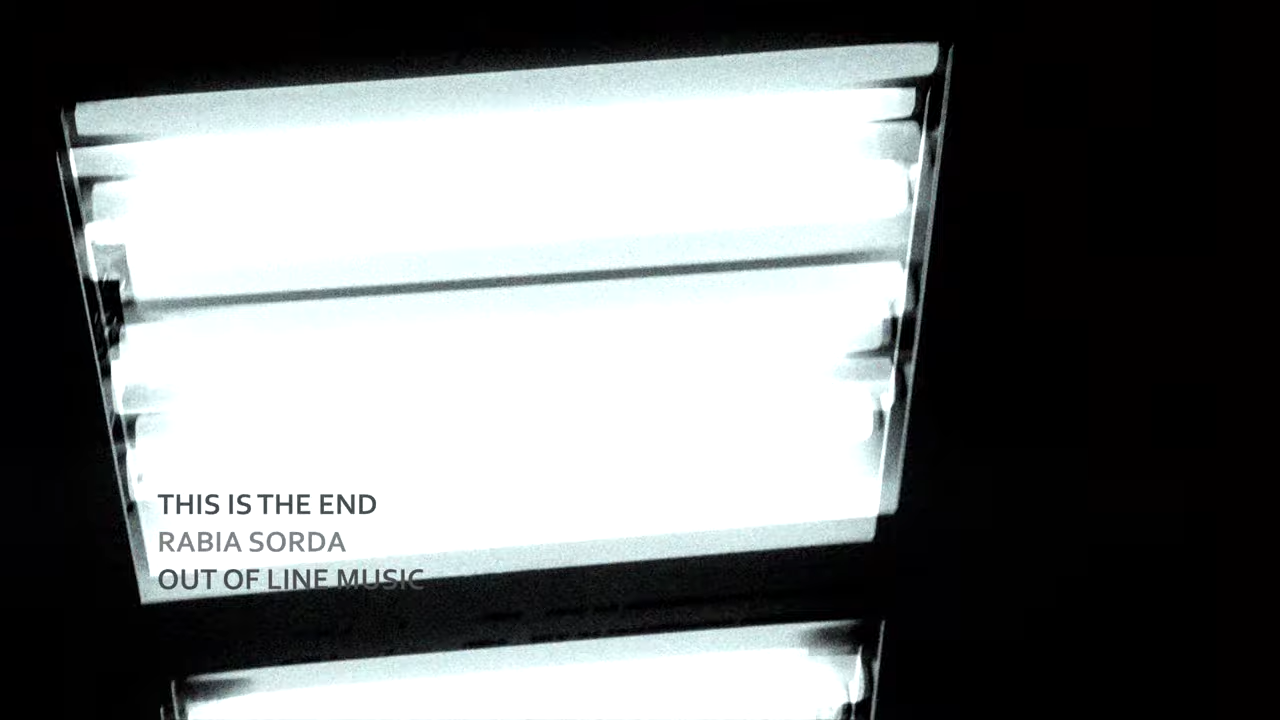 THIS IS THE END
RABIA SORDA
OUT OF LINE MUSIC